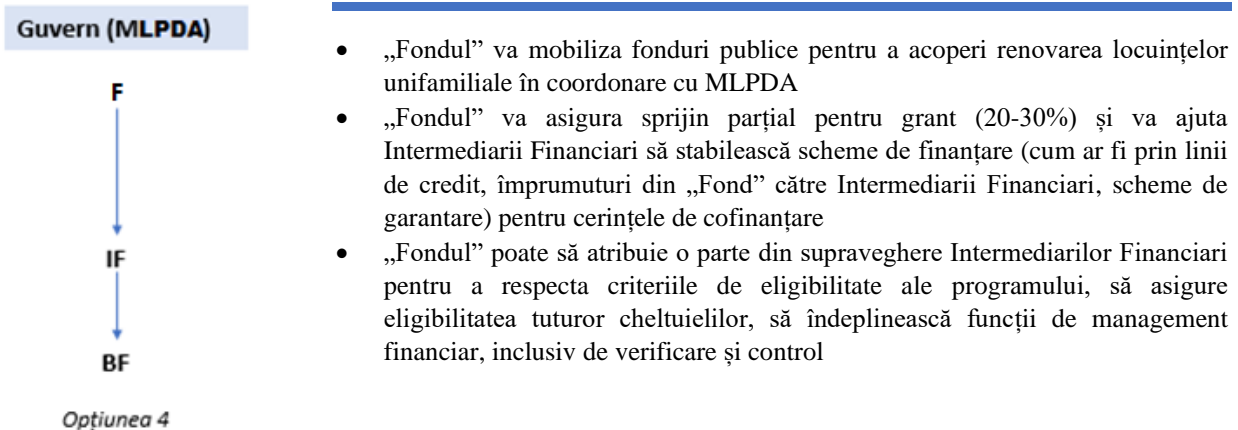 Guvern (MLPDA)
F
IF
BF
Opțiunea 4
• „Fondul” va mobiliza fonduri publice pentru a acoperi renovarea locuințelor
unifamiliale în coordonare cu MLPDA
• „Fondul” va asigura sprijin parțial pentru grant (20-30%) și va ajuta
Intermediarii Financiari să stabilească scheme de finanțare (cum ar fi prin linii
de credit, împrumuturi din „Fond” către Intermediarii Financiari, scheme de
garantare) pentru cerințele de cofinanțare
• „Fondul” poate să atribuie o parte din supraveghere Intermediarilor Financiari
pentru a respecta criteriile de eligibilitate ale programului, să asigure
eligibilitatea tuturor cheltuielilor, să îndeplinească funcții de management
financiar, inclusiv de verificare și control